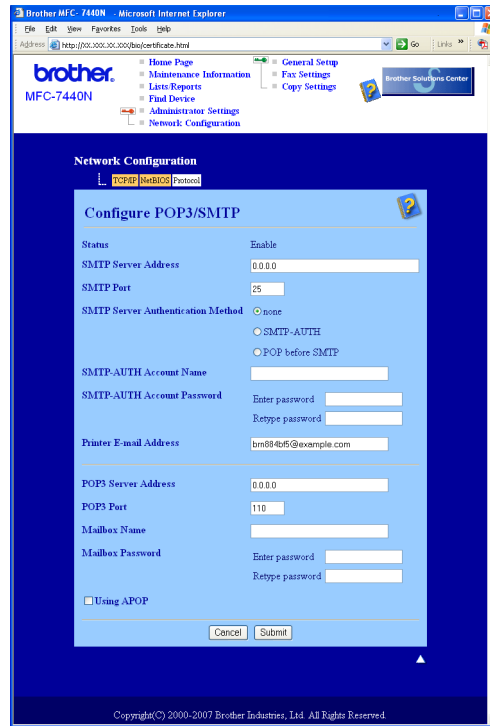 Brother MFC- 7440N - Microsoft Internet Explorer
File Edit View Favorites Tools Help
Address http://XX.XXX.XX.XXX/bio/certificate.html Go Links »
brother.
MFC-7440N
Home Page
Maintenance Information
Lists/Reports
Find Device
Administrator Settings
Network Configuration
General Setup
Fax Settings
Copy Settings
Brother Solutions Center
Network Configuration
TCP/IP NetBIOS Protocol
Configure POP3/SMTP
Status Enable
SMTP Server Address 0.0.0.0
SMTP Port 25
SMTP Server Authentication Method none
SMTP-AUTH
POP before SMTP
SMTP-AUTH Account Name
SMTP-AUTH Account Password Enter password
Retype password
Printer E-mail Address brn884bf5@example.com
POP3 Server Address 0.0.0.0
POP3 Port 110
Mailbox Name
Mailbox Password Enter password
Retype password
Using APOP
Cancel Submit
Copyright(C) 2000-2007 Brother Industries, Ltd. All Rights Reserved.